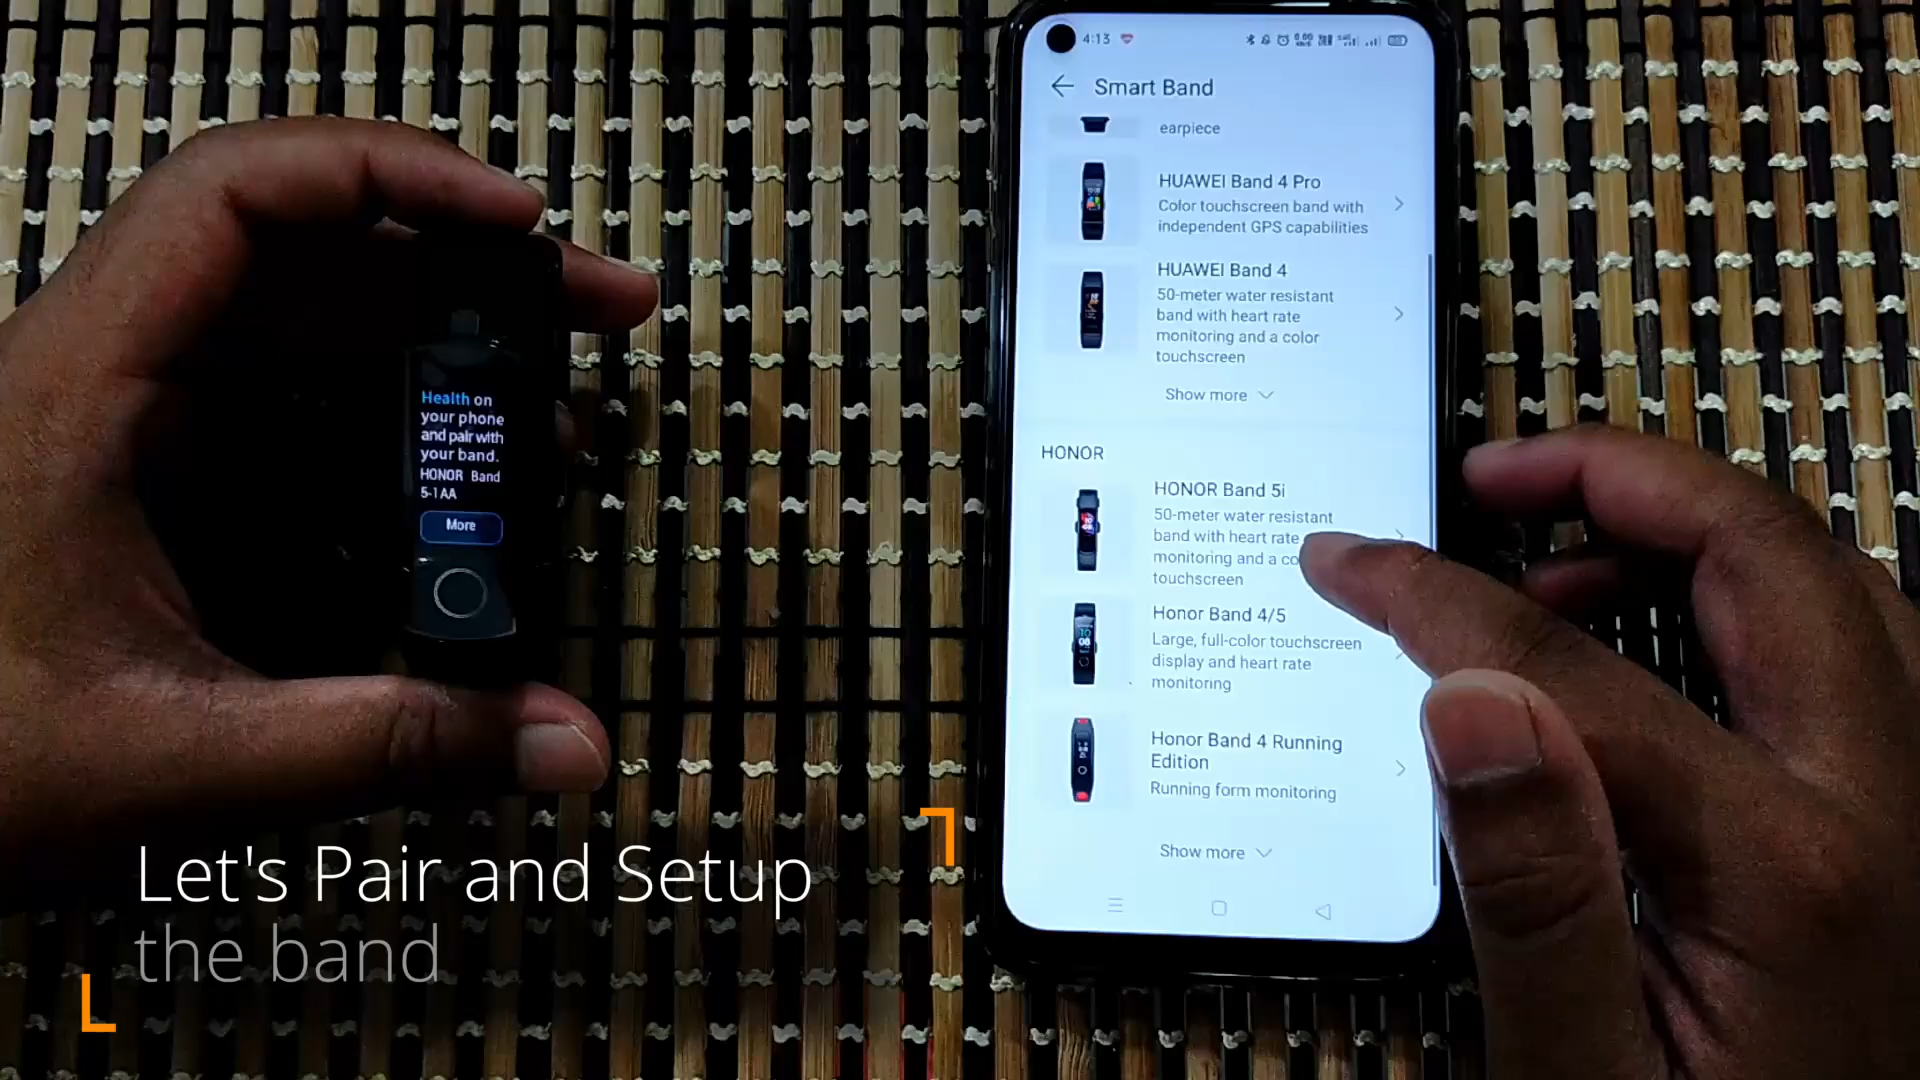 Health on
your phone
and pair with
your band.
HONOR Band
5-1AA
More
4:13
Smart Band
earpiece
HUAWEI Band 4 Pro
Color touchscreen band with
independent GPS capabilities
HUAWEI Band 4
50-meter water resistant
band with heart rate
monitoring and a color
touchscreen
Show more
HONOR
HONOR Band 5i
50-meter water resistant
band with heart rate
monitoring and a co
touchscreen
Honor Band 4/5
Large, full-color touchscreen
display and heart rate
monitoring
Honor Band 4 Running
Edition
Running form monitoring
Show more
Let's Pair and Setup
the band